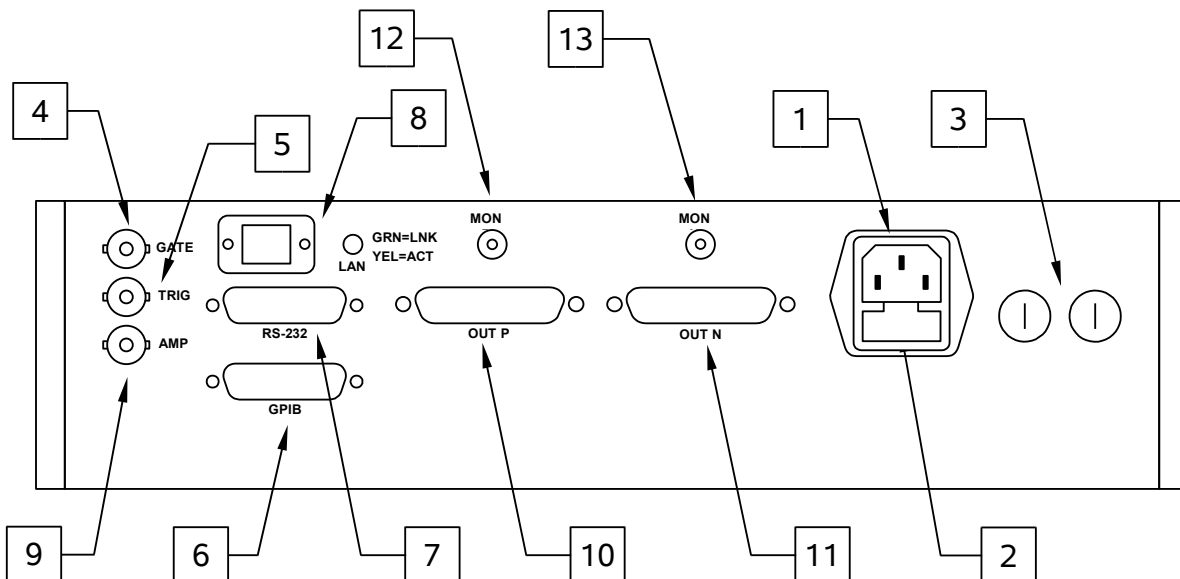 12
13
4
5
8
1
3
GATE
TRIG
AMP
GRN=LNK
YEL=ACT
LAN
RS-232
GPIB
MON
OUT P
MON
OUT N
9
6
7
10
11
2